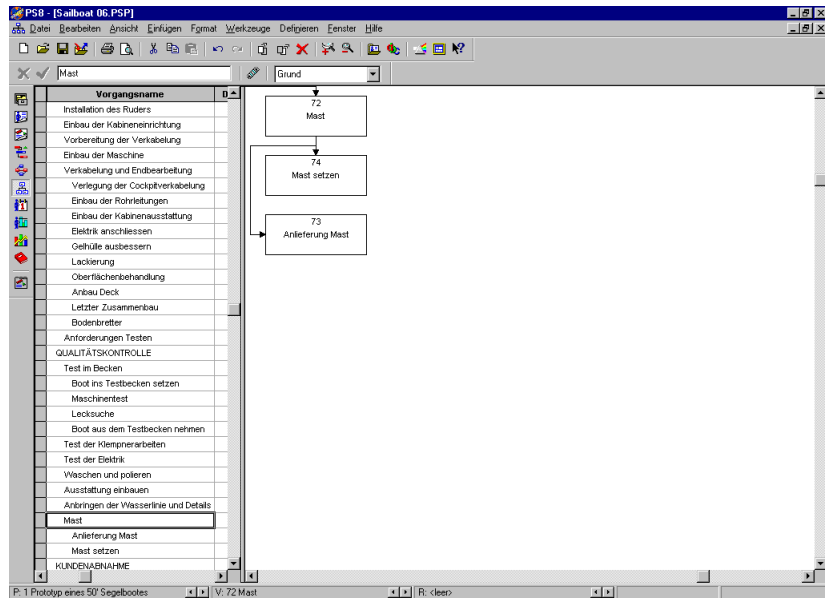 PS8 - [Sailboat 06.PSP]
Datei Bearbeiten Ansicht Einfügen Format Werkzeuge Definieren Fenster Hilfe
Mast Grund
Vorgangsname D
Installation des Ruders
Einbau der Kabineneinrichtung
Vorbereitung der Verkabelung
Einbau der Maschine
Verkabelung und Endbearbeitung
Verlegung der Cockpitverkabelung
Einbau der Rohrleitungen
Einbau der Kabinenausstattung
Elektrik anschliessen
Gelhülle ausbessern
Lackierung
Oberflächenbehandlung
Anbau Deck
Letzter Zusammenbau
Bodenbretter
Anforderungen Testen
QUALITÄTSKONTROLLE
Test im Becken
Boot ins Testbecken setzen
Maschinentest
Lecksuche
Boot aus dem Testbecken nehmen
Test der Klempnerarbeiten
Test der Elektrik
Waschen und polieren
Ausstattung einbauen
Anbringen der Wasserlinie und Details
Mast
Anlieferung Mast
Mast setzen
KUNDENABNAHME
72
Mast
74
Mast setzen
73
Anlieferung Mast
P: 1 Prototyp eines 50' Segelbootes V: 72 Mast R: <leer>